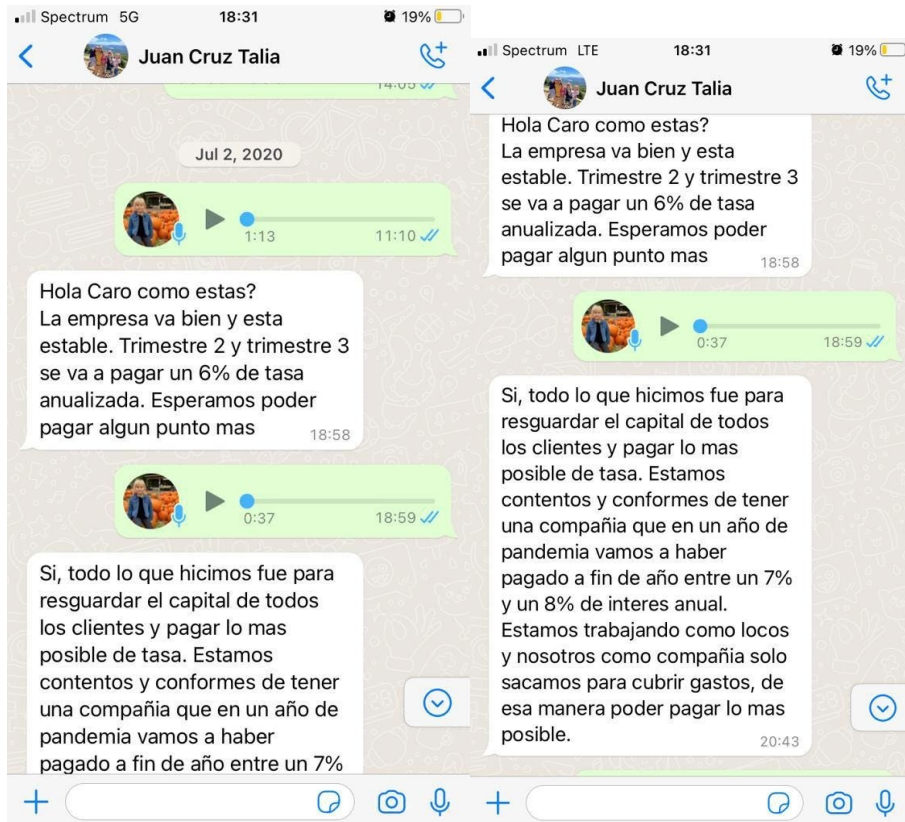 Spectrum 5G 18:31 19%
Juan Cruz Talia
14:05
Jul 2, 2020
1:13 11:10
Hola Caro como estas?
La empresa va bien y esta
estable. Trimestre 2 y trimestre 3
se va a pagar un 6% de tasa
anualizada. Esperamos poder
pagar algun punto mas 18:58
0:37 18:59
Si, todo lo que hicimos fue para
resguardar el capital de todos
los clientes y pagar lo mas
posible de tasa. Estamos
contentos y conformes de tener
una compañia que en un año de
pandemia vamos a haber
pagado a fin de año entre un 7%
Spectrum LTE 18:31 19%
Juan Cruz Talia
Hola Caro como estas?
La empresa va bien y esta
estable. Trimestre 2 y trimestre 3
se va a pagar un 6% de tasa
anualizada. Esperamos poder
pagar algun punto mas 18:58
0:37 18:59
Si, todo lo que hicimos fue para
resguardar el capital de todos
los clientes y pagar lo mas
posible de tasa. Estamos
contentos y conformes de tener
una compañia que en un año de
pandemia vamos a haber
pagado a fin de año entre un 7%
y un 8% de interes anual.
Estamos trabajando como locos
y nosotros como compañia solo
sacamos para cubrir gastos, de
esa manera poder pagar lo mas
posible. 20:43